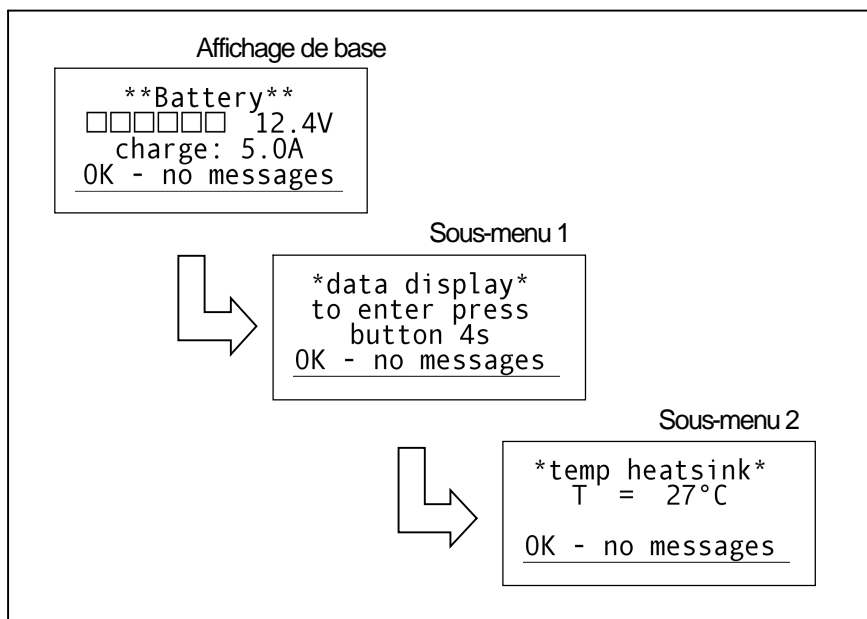 Affichage de base
**Battery**
□□□□□□ 12.4V
charge: 5.0A
OK - no messages
Sous-menu 1
*data display*
to enter press
button 4s
OK - no messages
Sous-menu 2
*temp heatsink*
T = 27°C
OK - no messages